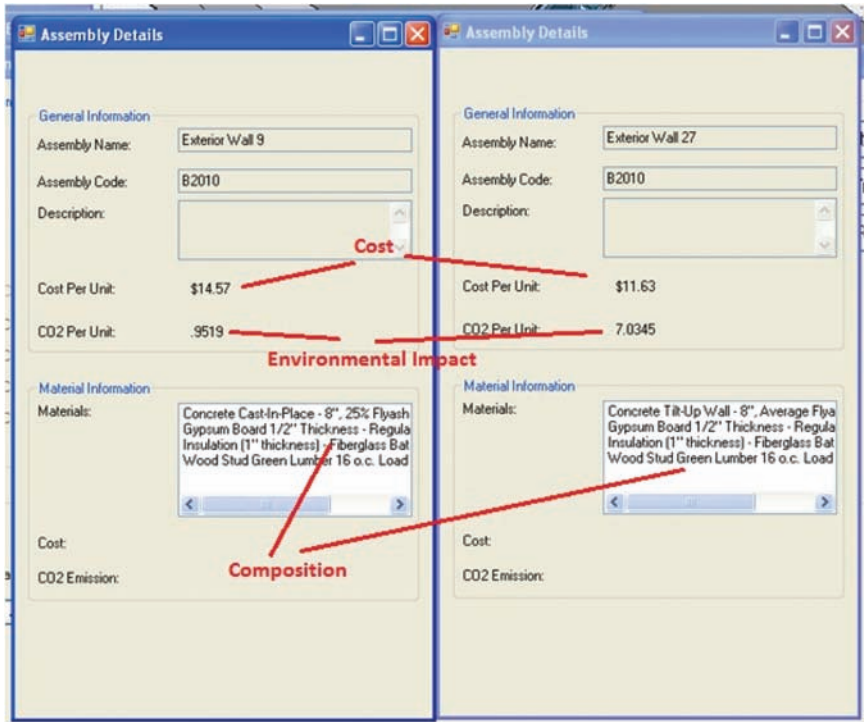 Assembly Details
General Information
Assembly Name: Exterior Wall 9
Assembly Code: B2010
Description:
Cost Per Unit: $14.57
CO2 Per Unit: .9519
Material Information
Materials: Concrete Cast-In-Place - 8", 25% Flyash
Gypsum Board 1/2" Thickness - Regula
Insulation (1" thickness) - Fiberglass Bat
Wood Stud Green Lumber 16 o.c. Load
Cost:
CO2 Emission:
Assembly Details
General Information
Assembly Name: Exterior Wall 27
Assembly Code: B2010
Description:
Cost Per Unit: $11.63
CO2 Per Unit: 7.0345
Material Information
Materials: Concrete Tilt-Up Wall - 8", Average Flya
Gypsum Board 1/2" Thickness - Regula
Insulation (1" thickness) - Fiberglass Bat
Wood Stud Green Lumber 16 o.c. Load
Cost:
CO2 Emission:
Cost
Environmental Impact
Composition